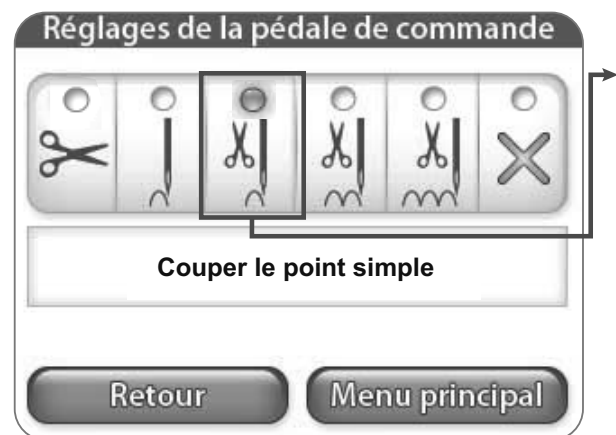 Réglages de la pédale de commande
Couper le point simple
Retour
Menu principal